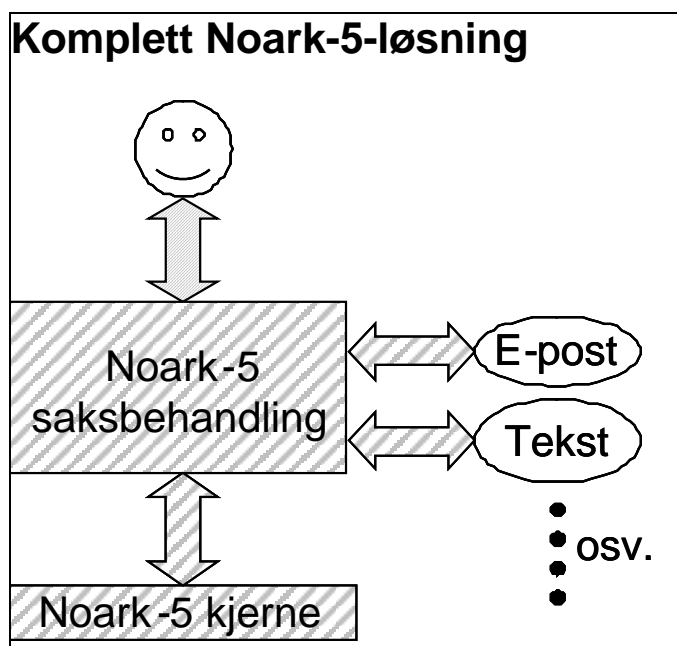 Komplett Noark-5-løsning
Noark-5
saksbehandling
E-post
Tekst
osv.
Noark-5 kjerne